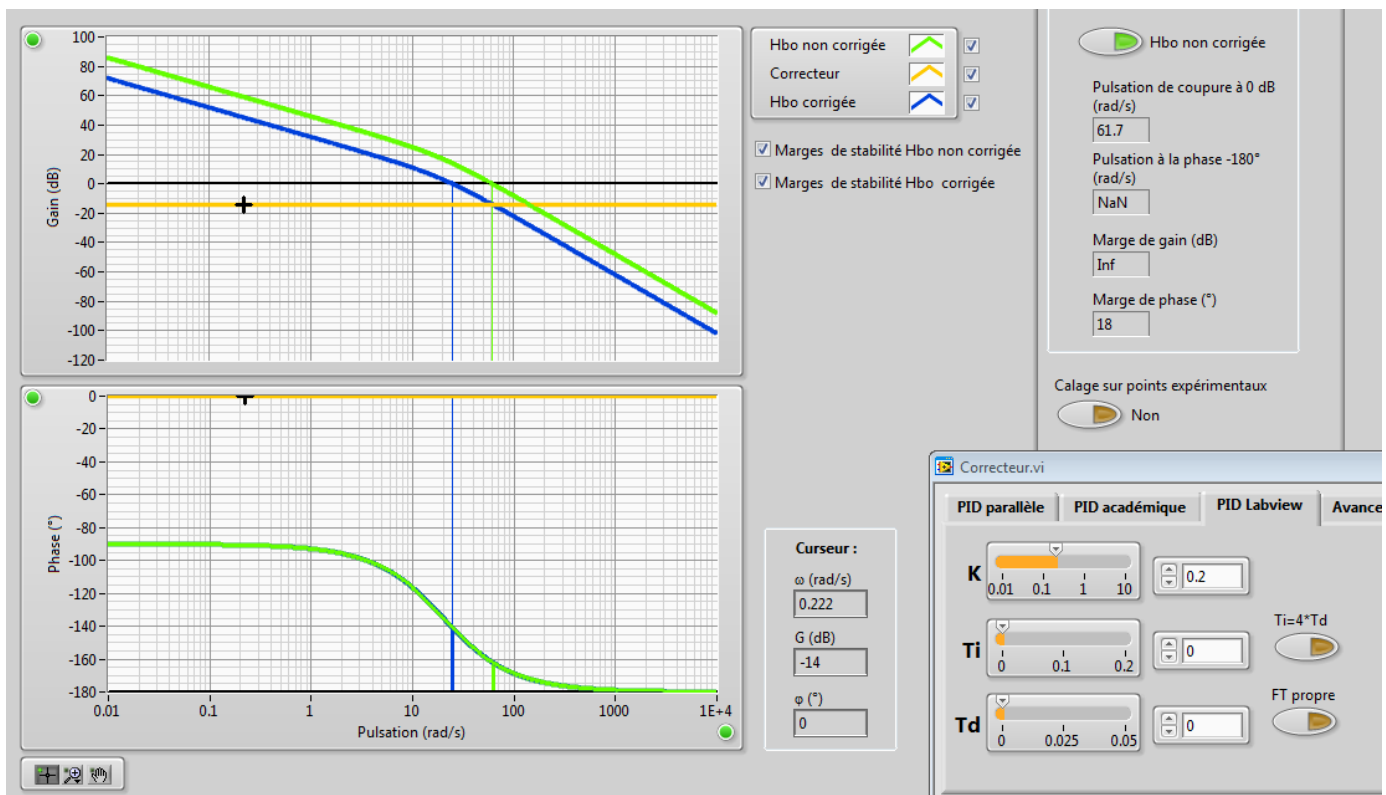 100
80
60
40
20
0
-20
-40
-60
-80
-100
-120
Gain (dB)
0
-20
-40
-60
-80
-100
-120
-140
-160
-180
Phase (°)
0.01 0.1 1 10 100 1000 1E+4
Pulsation (rad/s)
Hbo non corrigée
Correcteur
Hbo corrigée
Marges de stabilité Hbo non corrigée
Marges de stabilité Hbo corrigée
Curseur :
ω (rad/s)
0.222
G (dB)
-14
φ (°)
0
Hbo non corrigée
Pulsation de coupure à 0 dB
(rad/s)
61.7
Pulsation à la phase -180°
(rad/s)
NaN
Marge de gain (dB)
Inf
Marge de phase (°)
18
Calage sur points expérimentaux
Non
Correcteur.vi
PID parallèle PID académique PID Labview Avance
K
0.01 0.1 1 10
0.2
Ti
0 0.1 0.2
0
Ti=4*Td
Td
0 0.025 0.05
0
FT propre